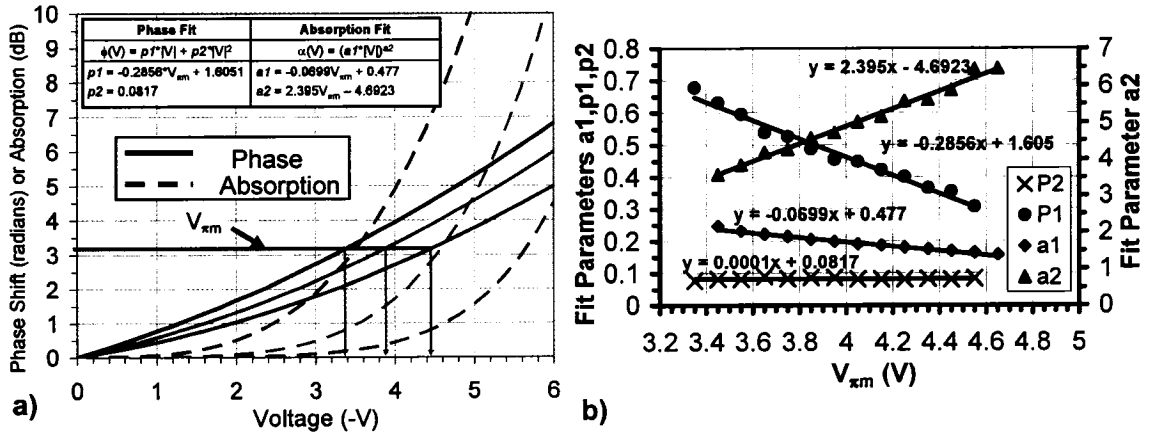 a)
Phase Shift (radians) or Absorption (dB)
10
9
8
7
6
5
4
3
2
1
0
Phase Fit Absorption Fit
ϕ(V) = p1*|V| + p2*|V|² α(V) = (a1*|V|)^a2
p1 = -0.2856*Vπm + 1.6051 a1 = -0.0699Vπm + 0.477
p2 = 0.0817 a2 = 2.395Vπm – 4.6923
Phase
Absorption
Vπm
0 1 2 3 4 5 6
Voltage (-V)
b)
Fit Parameters a1,p1,p2
0.8
0.7
0.6
0.5
0.4
0.3
0.2
0.1
0
y = 2.395x - 4.6923
y = -0.2856x + 1.605
y = -0.0699x + 0.477
y = 0.0001x + 0.0817
P2
P1
a1
a2
7
6
5
4
3
2
1
0
Fit Parameter a2
3.2 3.4 3.6 3.8 4 4.2 4.4 4.6 4.8 5
Vπm (V)